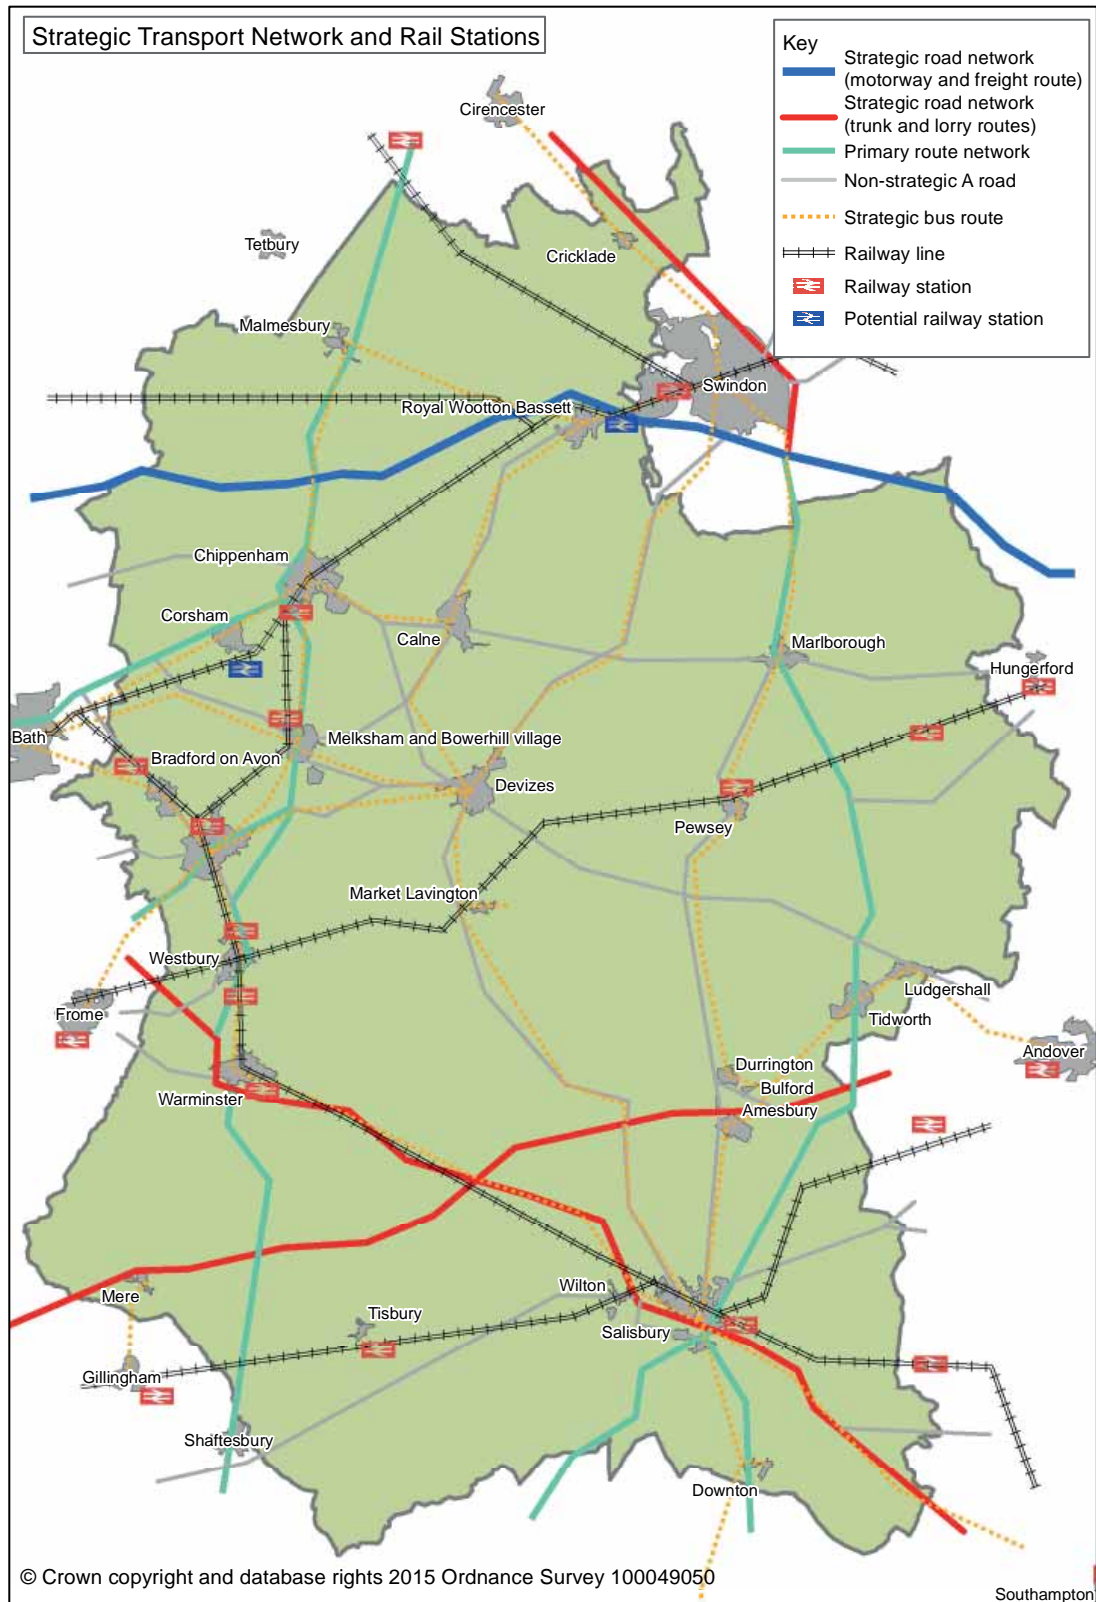 Strategic Transport Network and Rail Stations
Key
Strategic road network
(motorway and freight route)
Strategic road network
(trunk and lorry routes)
Primary route network
Non-strategic A road
Strategic bus route
Railway line
Railway station
Potential railway station
Cirencester
Tetbury
Cricklade
Malmesbury
Swindon
Royal Wootton Bassett
Chippenham
Corsham
Calne
Marlborough
Hungerford
Bath
Melksham and Bowerhill village
Bradford on Avon
Devizes
Pewsey
Market Lavington
Westbury
Ludgershall
Frome
Tidworth
Andover
Durrington
Bulford
Warminster
Amesbury
Wilton
Mere
Tisbury
Salisbury
Gillingham
Shaftesbury
Downton
© Crown copyright and database rights 2015 Ordnance Survey 100049050
Southampton